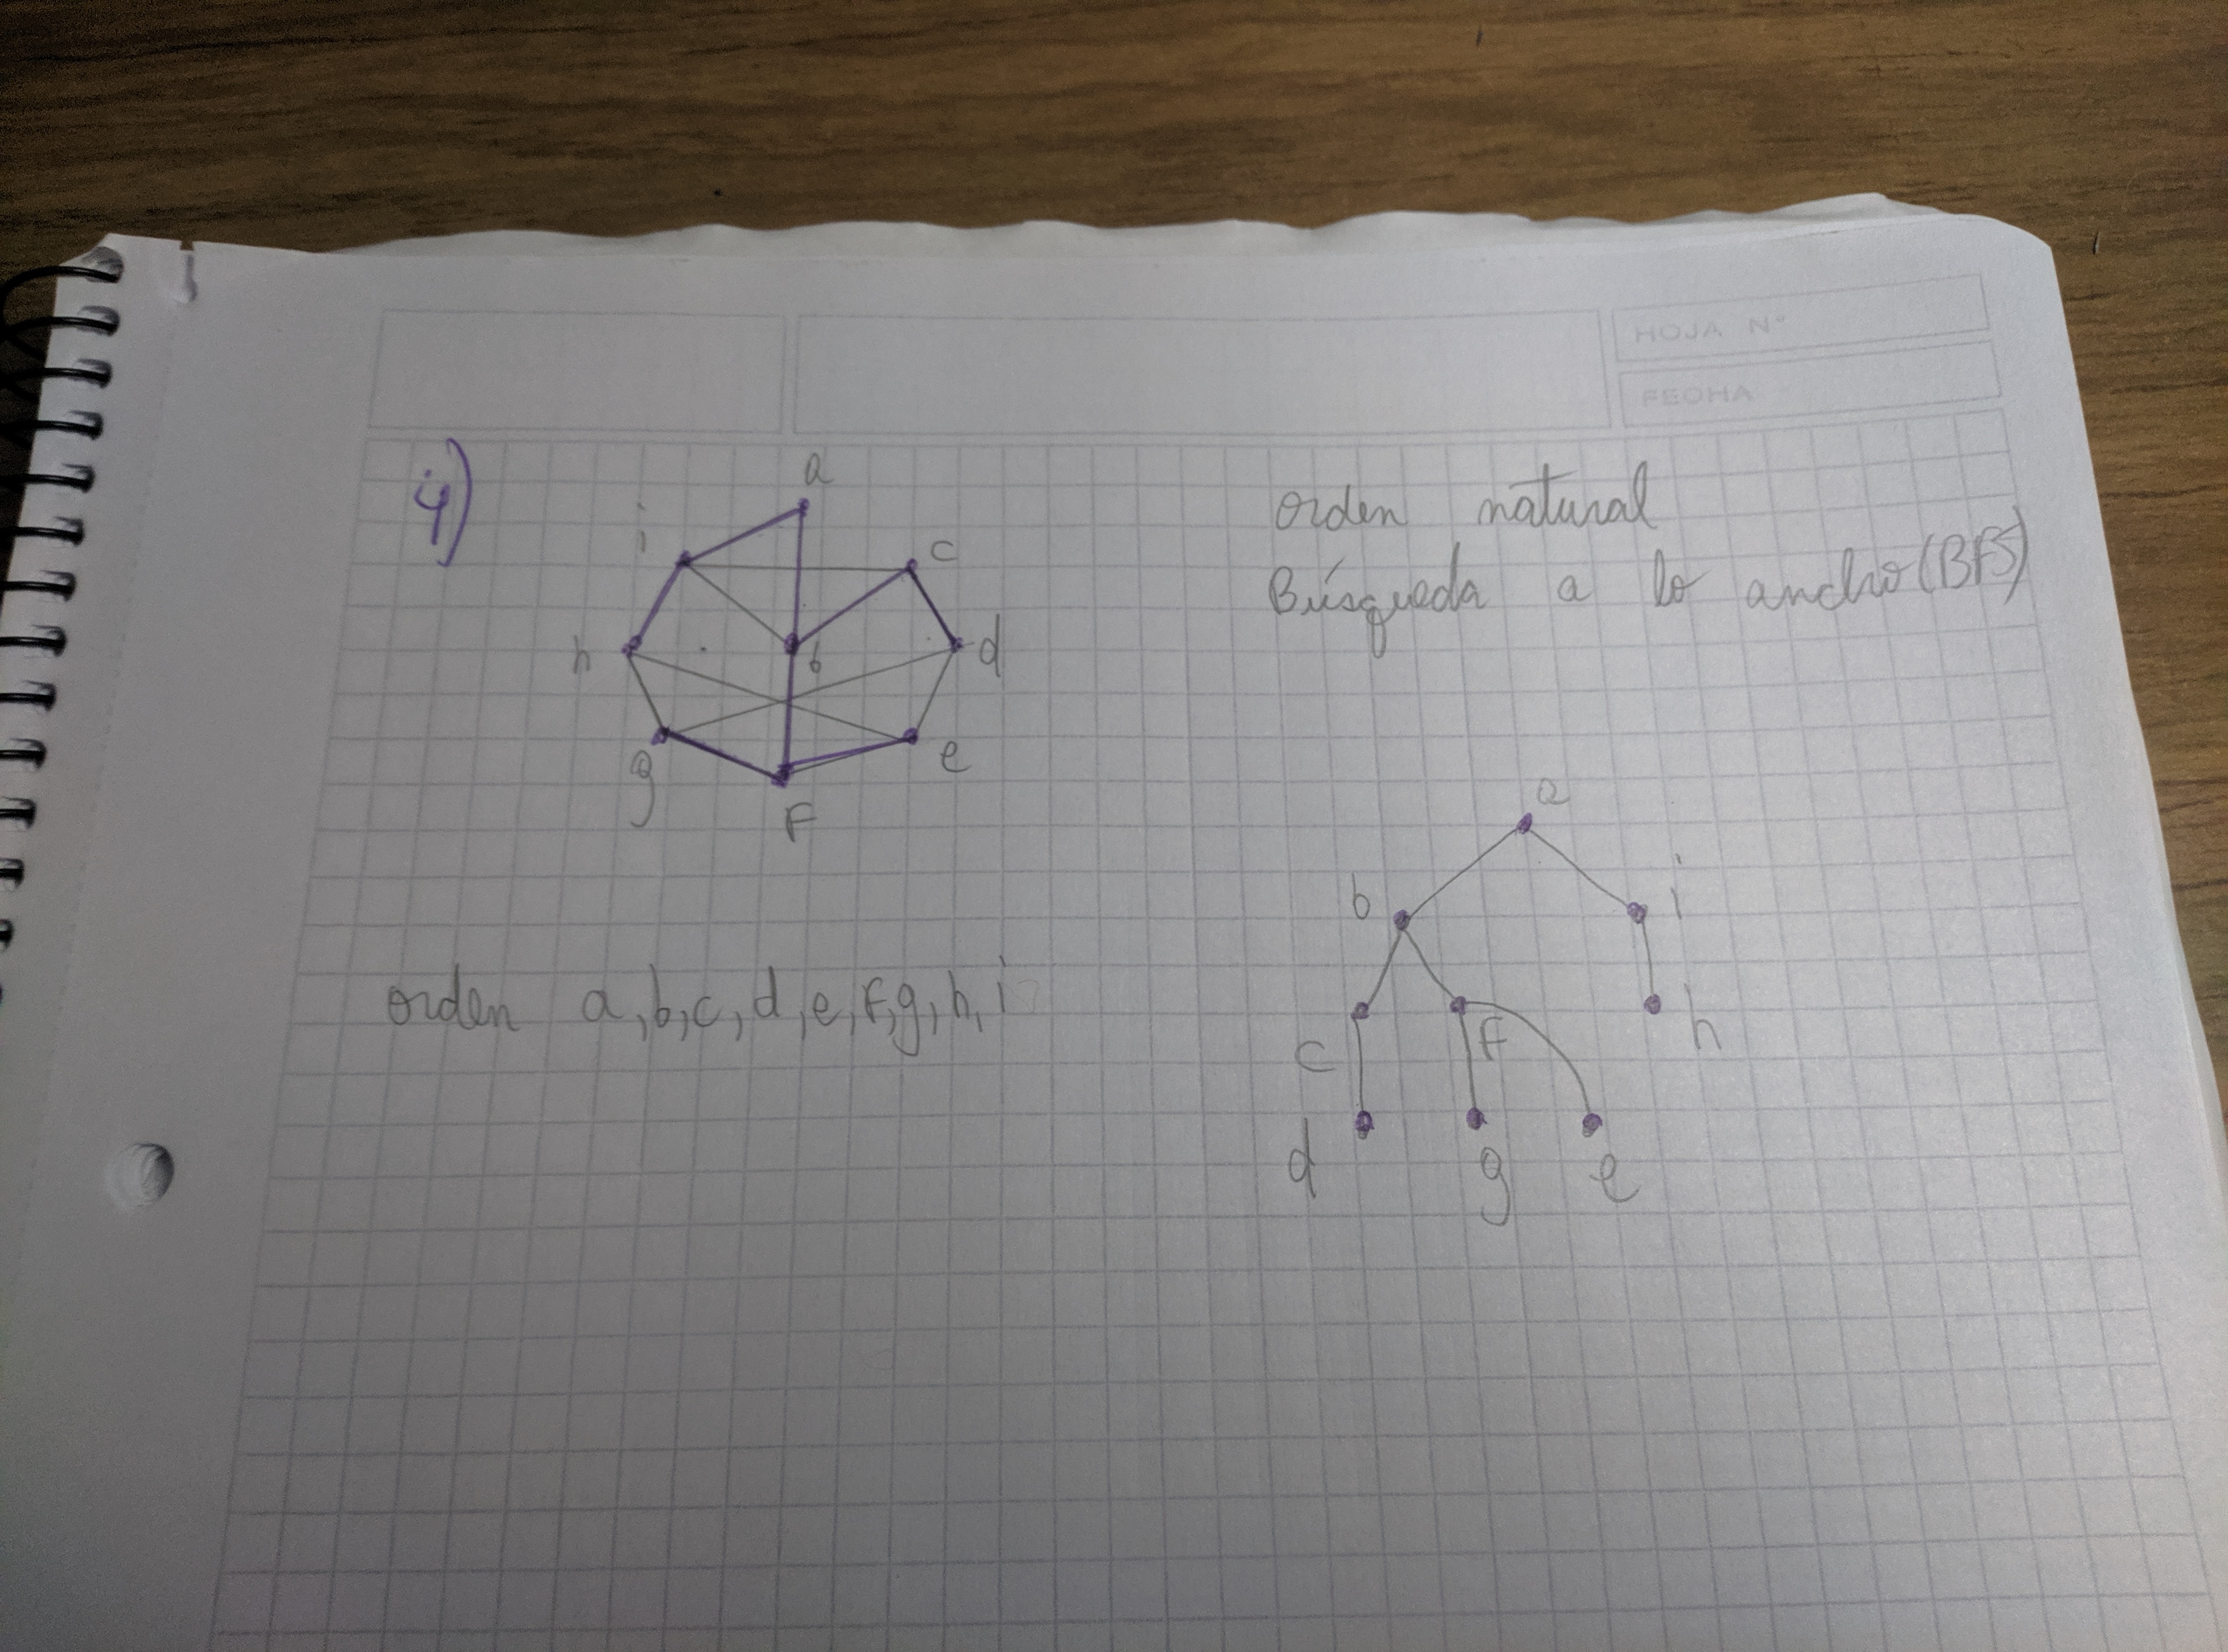 HOJA N°
FECHA
4)
orden natural
Búsqueda a lo ancho (BFS)
a
i
c
h
b
d
g
e
F
orden a,b,c,d,e,F,g,h,i
a
b
i
c
F
h
d
g
e